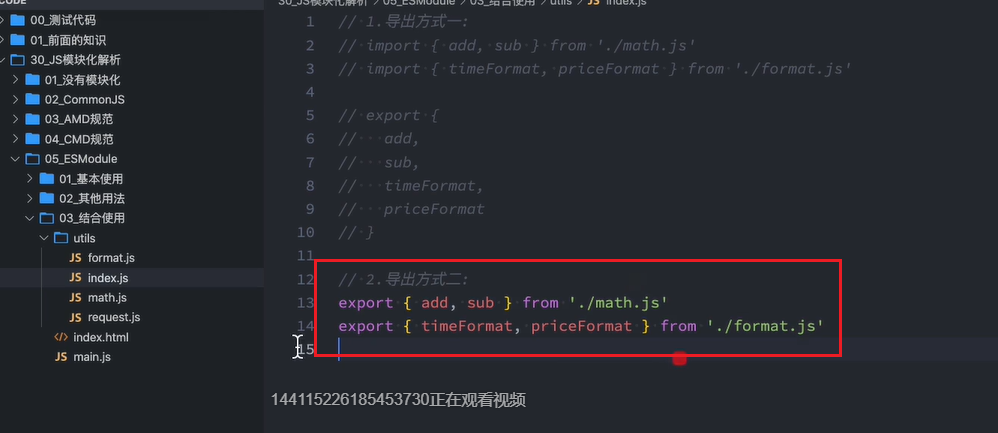 CODE
00_测试代码
01_前面的知识
30_JS模块化解析
01_没有模块化
02_CommonJS
03_AMD规范
04_CMD规范
05_ESModule
01_基本使用
02_其他用法
03_结合使用
utils
JS format.js
JS index.js
JS math.js
JS request.js
<> index.html
JS main.js
30_JS模块化解析 > 05_ESModule > 03_结合使用 > utils > JS index.js
1 // 1.导出方式一:
2 // import { add, sub } from './math.js'
3 // import { timeFormat, priceFormat } from './format.js'
4
5 // export {
6 //   add,
7 //   sub,
8 //   timeFormat,
9 //   priceFormat
10 // }
11
12 // 2.导出方式二:
13 export { add, sub } from './math.js'
14 export { timeFormat, priceFormat } from './format.js'
15
144115226185453730正在观看视频